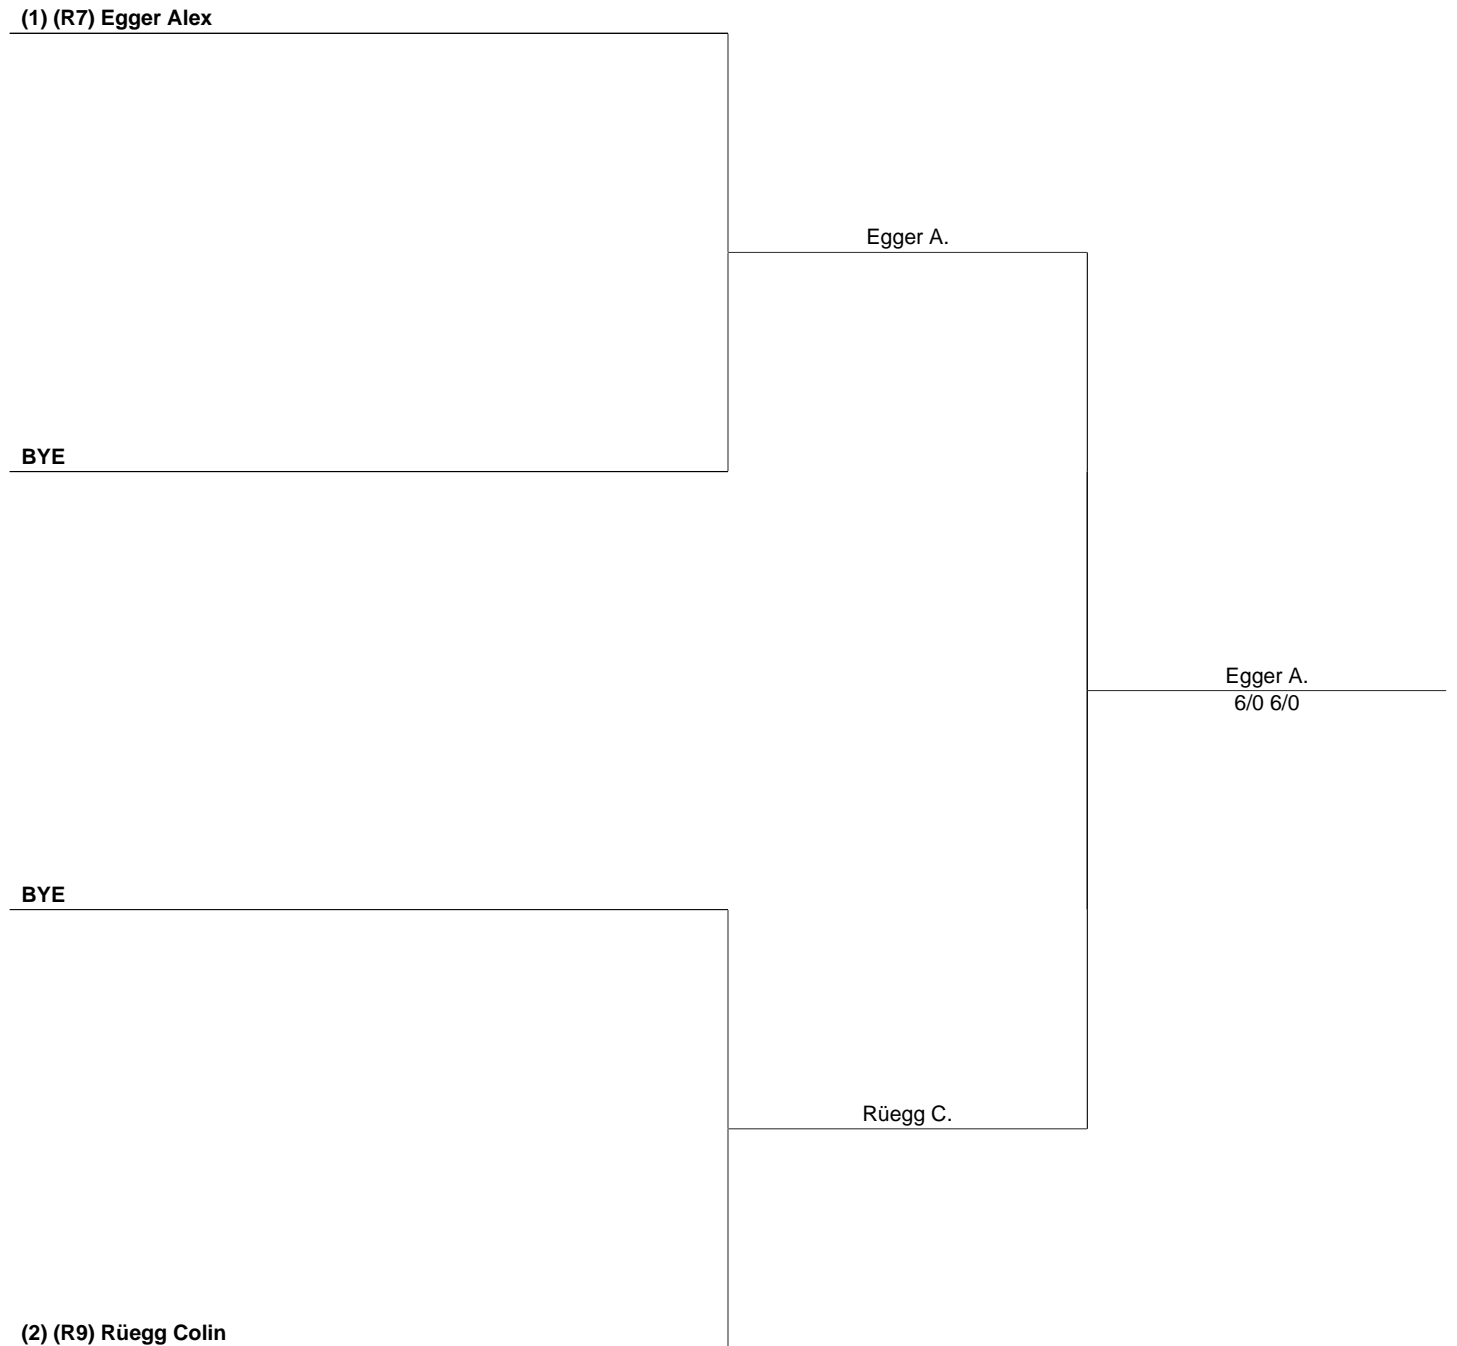 (1) (R7) Egger Alex
Egger A.
BYE
Egger A.
6/0 6/0
BYE
Rüegg C.
(2) (R9) Rüegg Colin